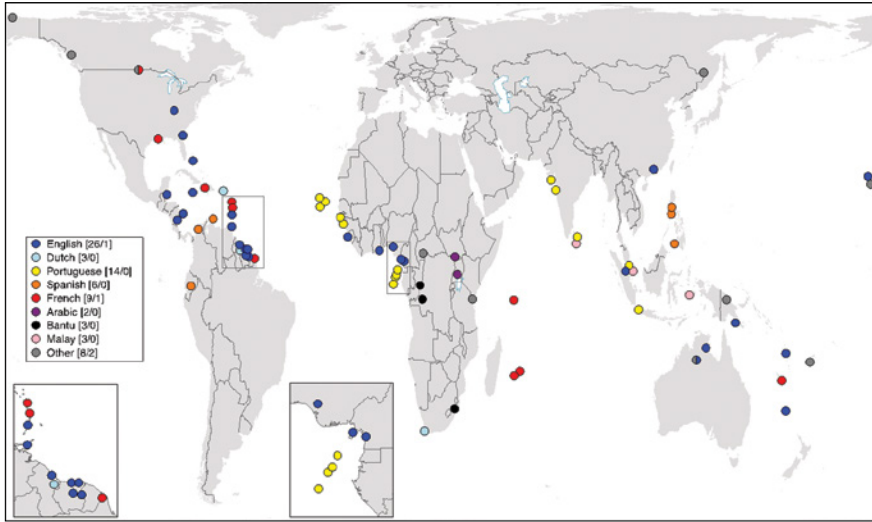 English [26/1]
Dutch [3/0]
Portuguese [14/0]
Spanish [6/0]
French [9/1]
Arabic [2/0]
Bantu [3/0]
Malay [3/0]
Other [8/2]